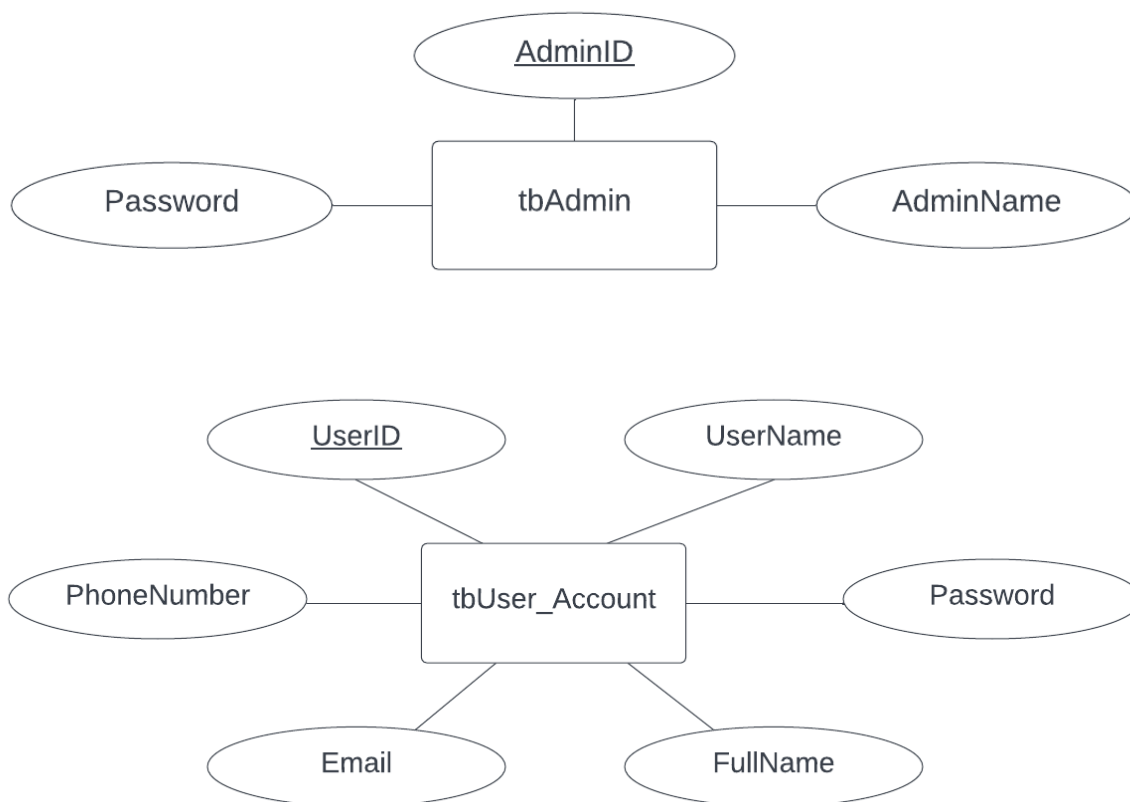 AdminID
Password
tbAdmin
AdminName
UserID
UserName
PhoneNumber
tbUser_Account
Password
Email
FullName